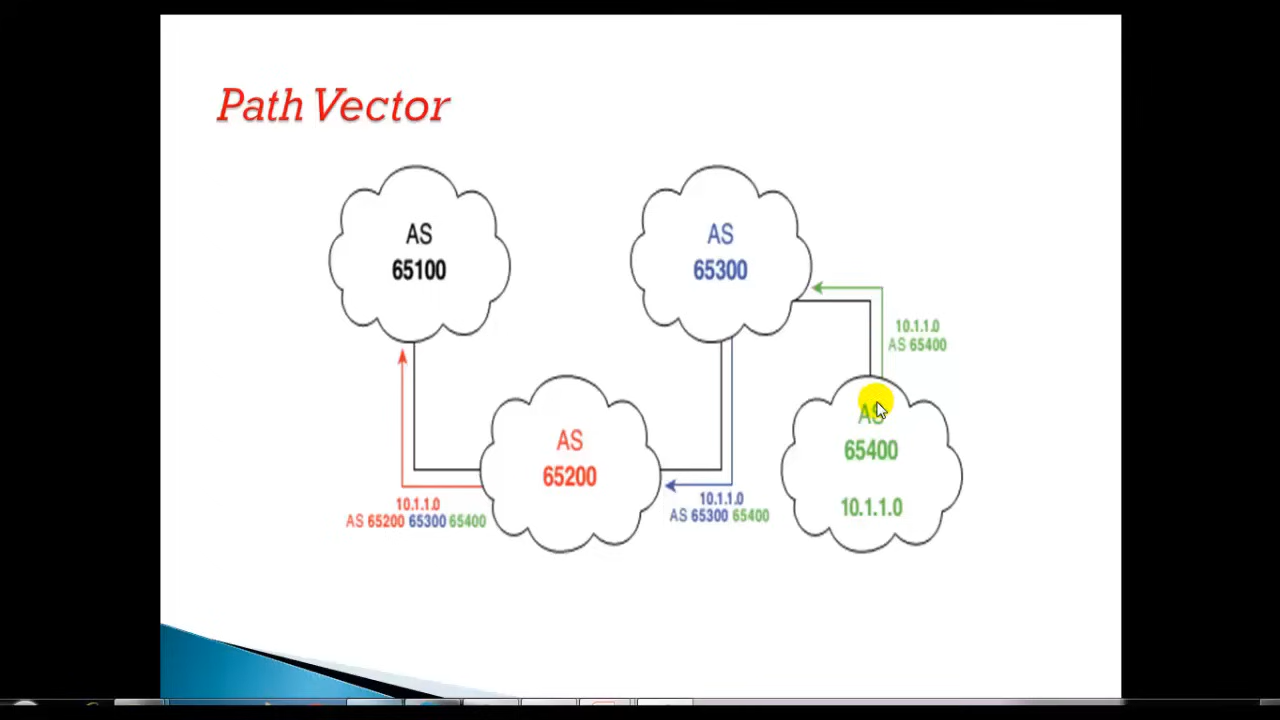 Path Vector
AS
65100
AS
65300
10.1.1.0
AS 65400
AS
65200
AS
65400
10.1.1.0
10.1.1.0
AS 65200 65300 65400
10.1.1.0
AS 65300 65400